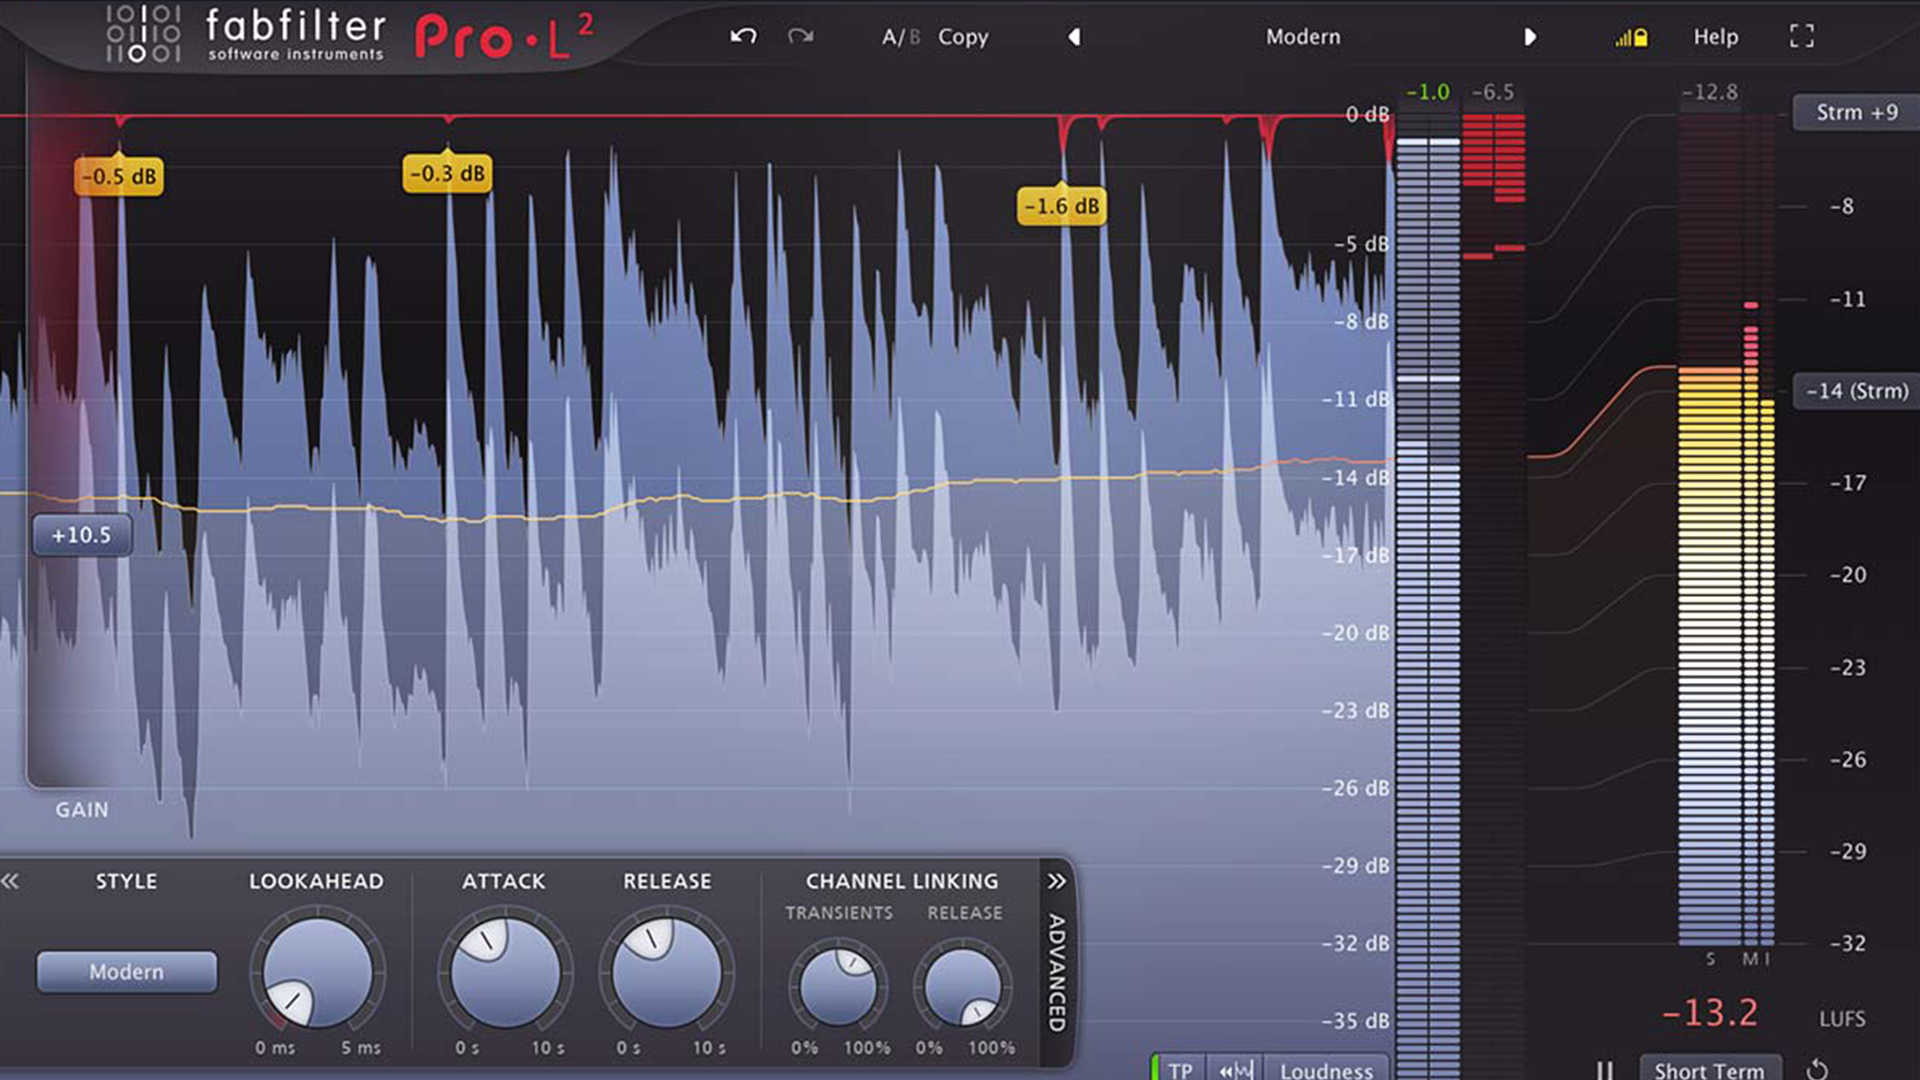 fabfilter
software instruments
Pro·L²
A/B Copy
Modern
Help
-1.0 -6.5 -12.8
Strm +9
0 dB
-5 dB
-8 dB
-11 dB
-14 dB
-17 dB
-20 dB
-23 dB
-26 dB
-29 dB
-32 dB
-35 dB
-0.5 dB
-0.3 dB
-1.6 dB
+10.5
GAIN
-8
-11
-14 (Strm)
-17
-20
-23
-26
-29
-32
S M I
-13.2 LUFS
Short Term
STYLE
Modern
LOOKAHEAD
0 ms 5 ms
ATTACK
0 s 10 s
RELEASE
0 s 10 s
CHANNEL LINKING
TRANSIENTS RELEASE
0% 100% 0% 100%
ADVANCED
TP
Loudness